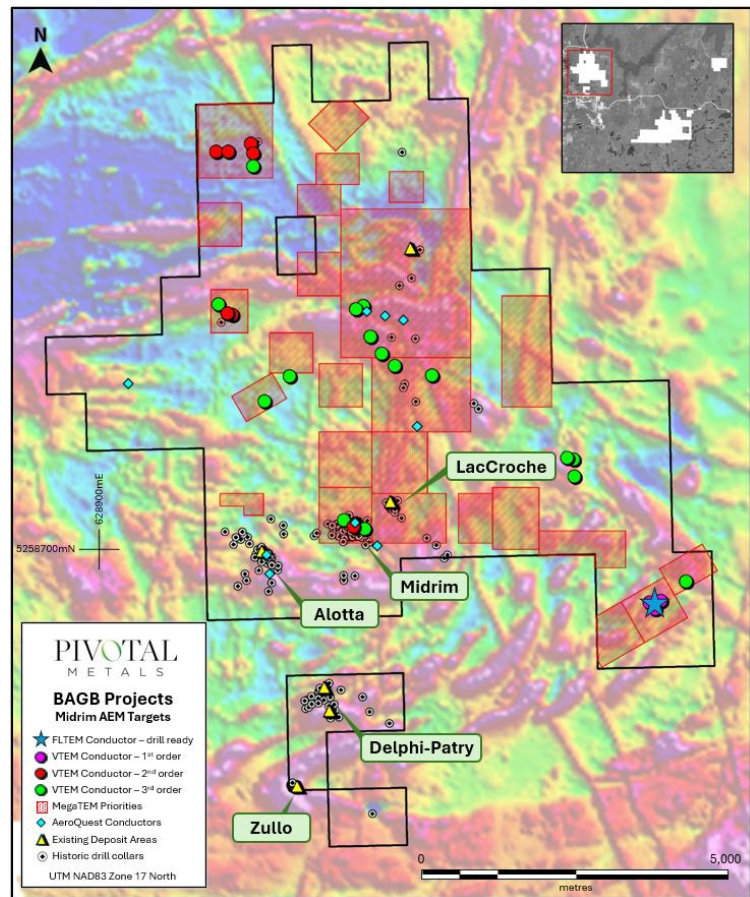 N
LacCroche
628900mE
5258700mN
Midrim
Alotta
PIVOTAL
METALS
BAGB Projects
Midrim AEM Targets
FLTEM Conductor – drill ready
VTEM Conductor – 1st order
VTEM Conductor – 2nd order
VTEM Conductor – 3rd order
MegaTEM Priorities
AeroQuest Conductors
Existing Deposit Areas
Historic drill collars
UTM NAD83 Zone 17 North
Delphi-Patry
Zullo
0 5,000
metres